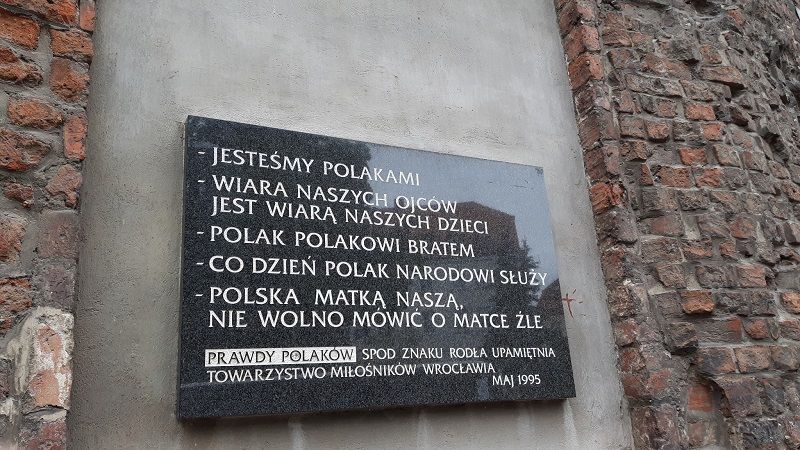 - JESTEŚMY POLAKAMI
- WIARA NASZYCH OJCÓW
JEST WIARĄ NASZYCH DZIECI
- POLAK POLAKOWI BRATEM
- CO DZIEŃ POLAK NARODOWI SŁUŻY
- POLSKA MATKĄ NASZĄ,
NIE WOLNO MÓWIĆ O MATCE ŹLE
PRAWDY POLAKÓW SPOD ZNAKU RODŁA UPAMIĘTNIA
TOWARZYSTWO MIŁOŚNIKÓW WROCŁAWIA
MAJ 1995